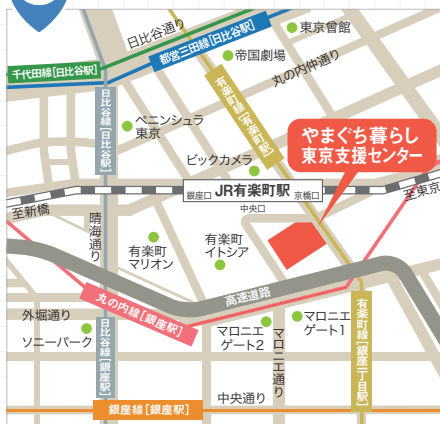 日比谷通り
東京會舘
都営三田線[日比谷駅]
帝国劇場
千代田線[日比谷駅]
丸の内仲通り
有楽町線[有楽町駅]
日比谷線[日比谷駅]
ペニンシュラ
東京
やまぐち暮らし
東京支援センター
ビックカメラ
銀座口 JR有楽町駅 京橋口
中央口
至新橋
至東京
晴海通り
有楽町
マリオン
有楽町
イトシア
高速道路
丸の内線[銀座駅]
外堀通り
ソニーパーク
日比谷線[銀座駅]
マロニエ
ゲート2
マロニエ通り
マロニエ
ゲート1
有楽町線[銀座一丁目駅]
中央通り
銀座線[銀座駅]